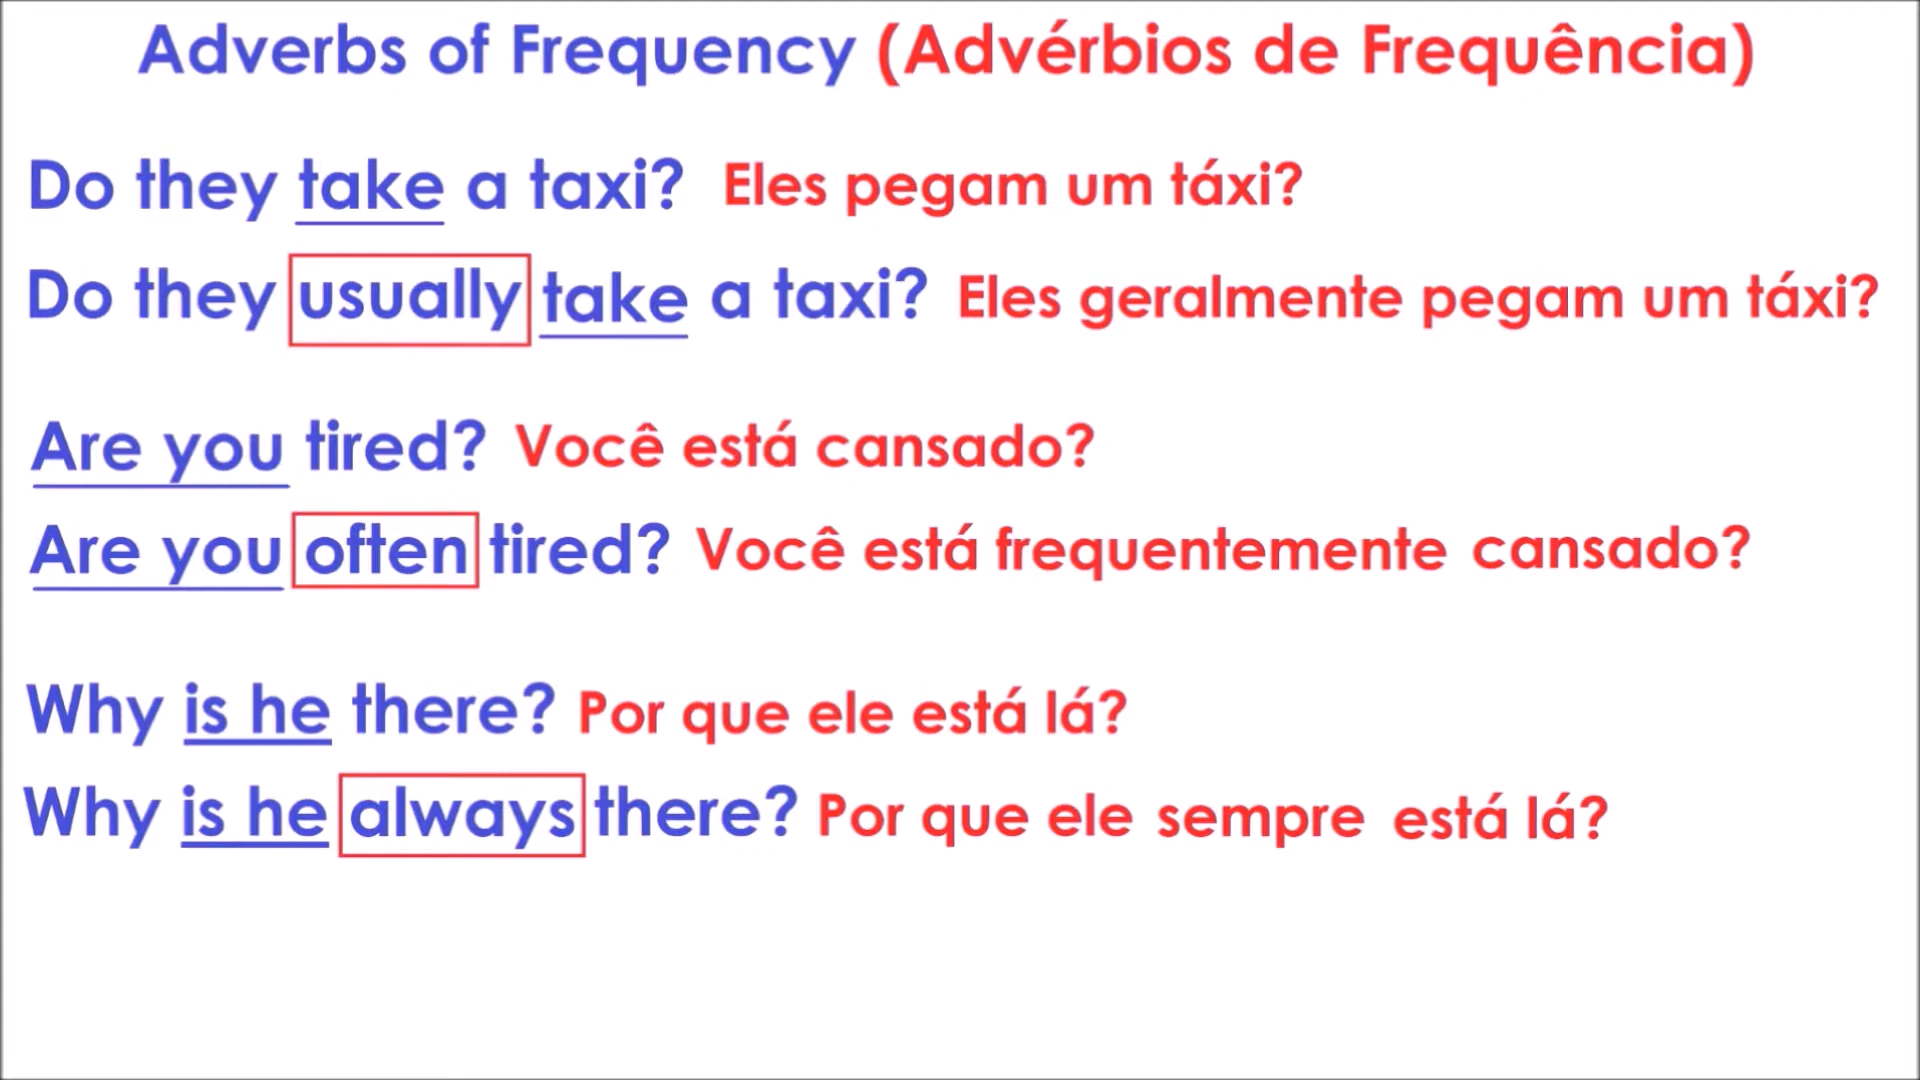 Adverbs of Frequency (Advérbios de Frequência)
Do they take a taxi? Eles pegam um táxi?
Do they usually take a taxi? Eles geralmente pegam um táxi?
Are you tired? Você está cansado?
Are you often tired? Você está frequentemente cansado?
Why is he there? Por que ele está lá?
Why is he always there? Por que ele sempre está lá?